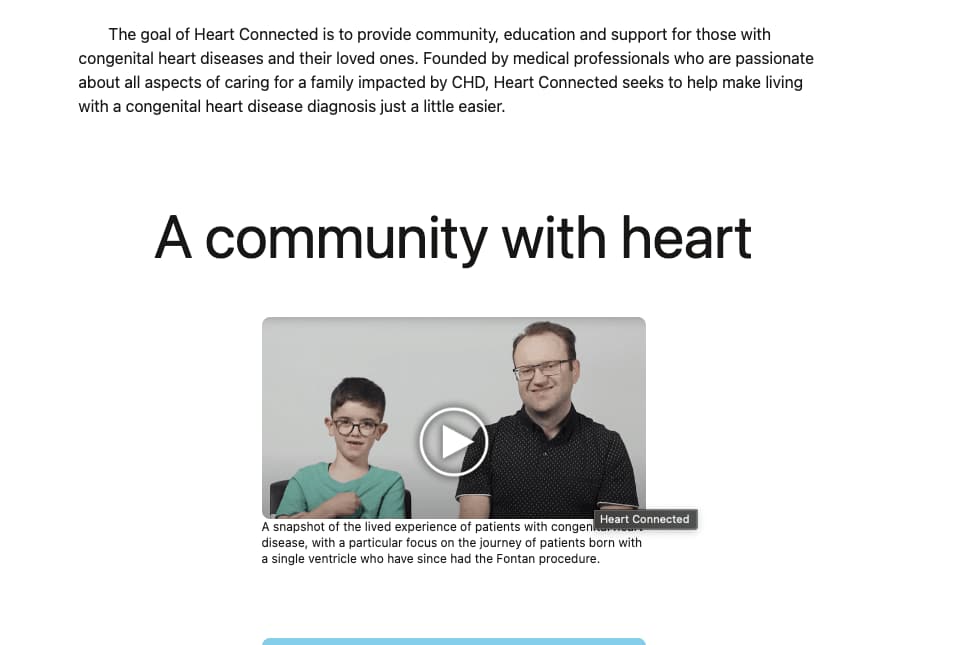 The goal of Heart Connected is to provide community, education and support for those with
congenital heart diseases and their loved ones. Founded by medical professionals who are passionate
about all aspects of caring for a family impacted by CHD, Heart Connected seeks to help make living
with a congenital heart disease diagnosis just a little easier.
A community with heart
A snapshot of the lived experience of patients with
Heart Connected
disease, with a particular focus on the journey of patients born with
a single ventricle who have since had the Fontan procedure.